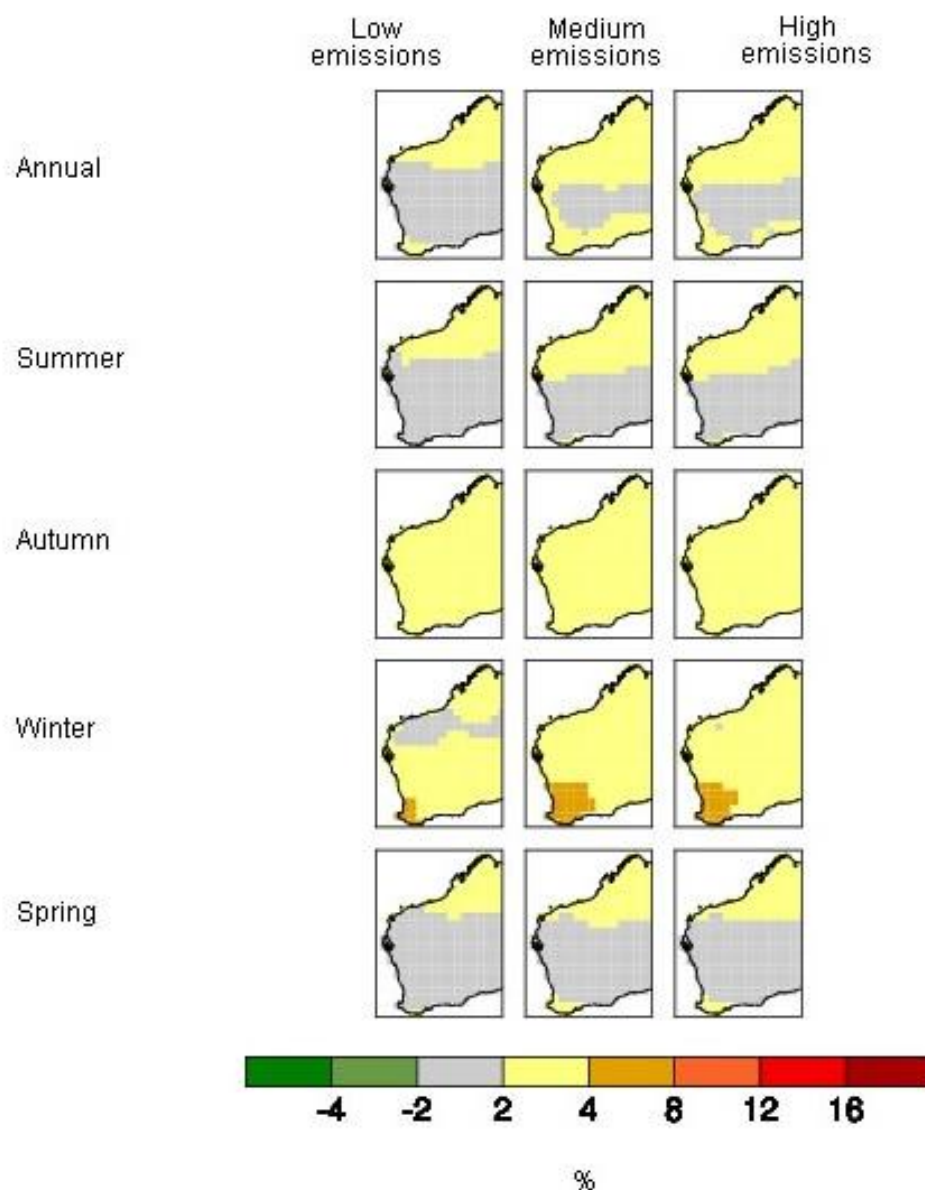 Low emissions
Medium emissions
High emissions
Annual
Summer
Autumn
Winter
Spring
-4 -2 2 4 8 12 16
%